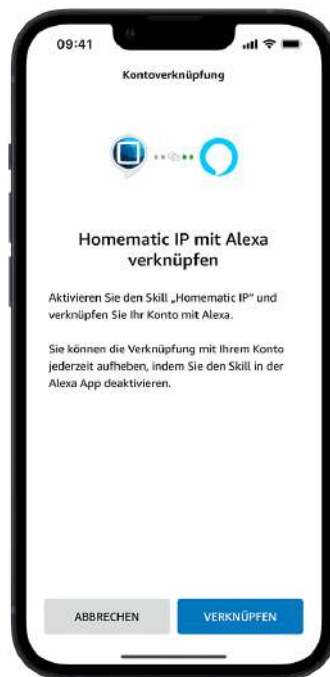 09:41
Kontoverknüpfung
Homematic IP mit Alexa
verknüpfen
Aktivieren Sie den Skill „Homematic IP“ und
verknüpfen Sie Ihr Konto mit Alexa.
Sie können die Verknüpfung mit Ihrem Konto
jederzeit aufheben, indem Sie den Skill in der
Alexa App deaktivieren.
ABBRECHEN VERKNÜPFEN